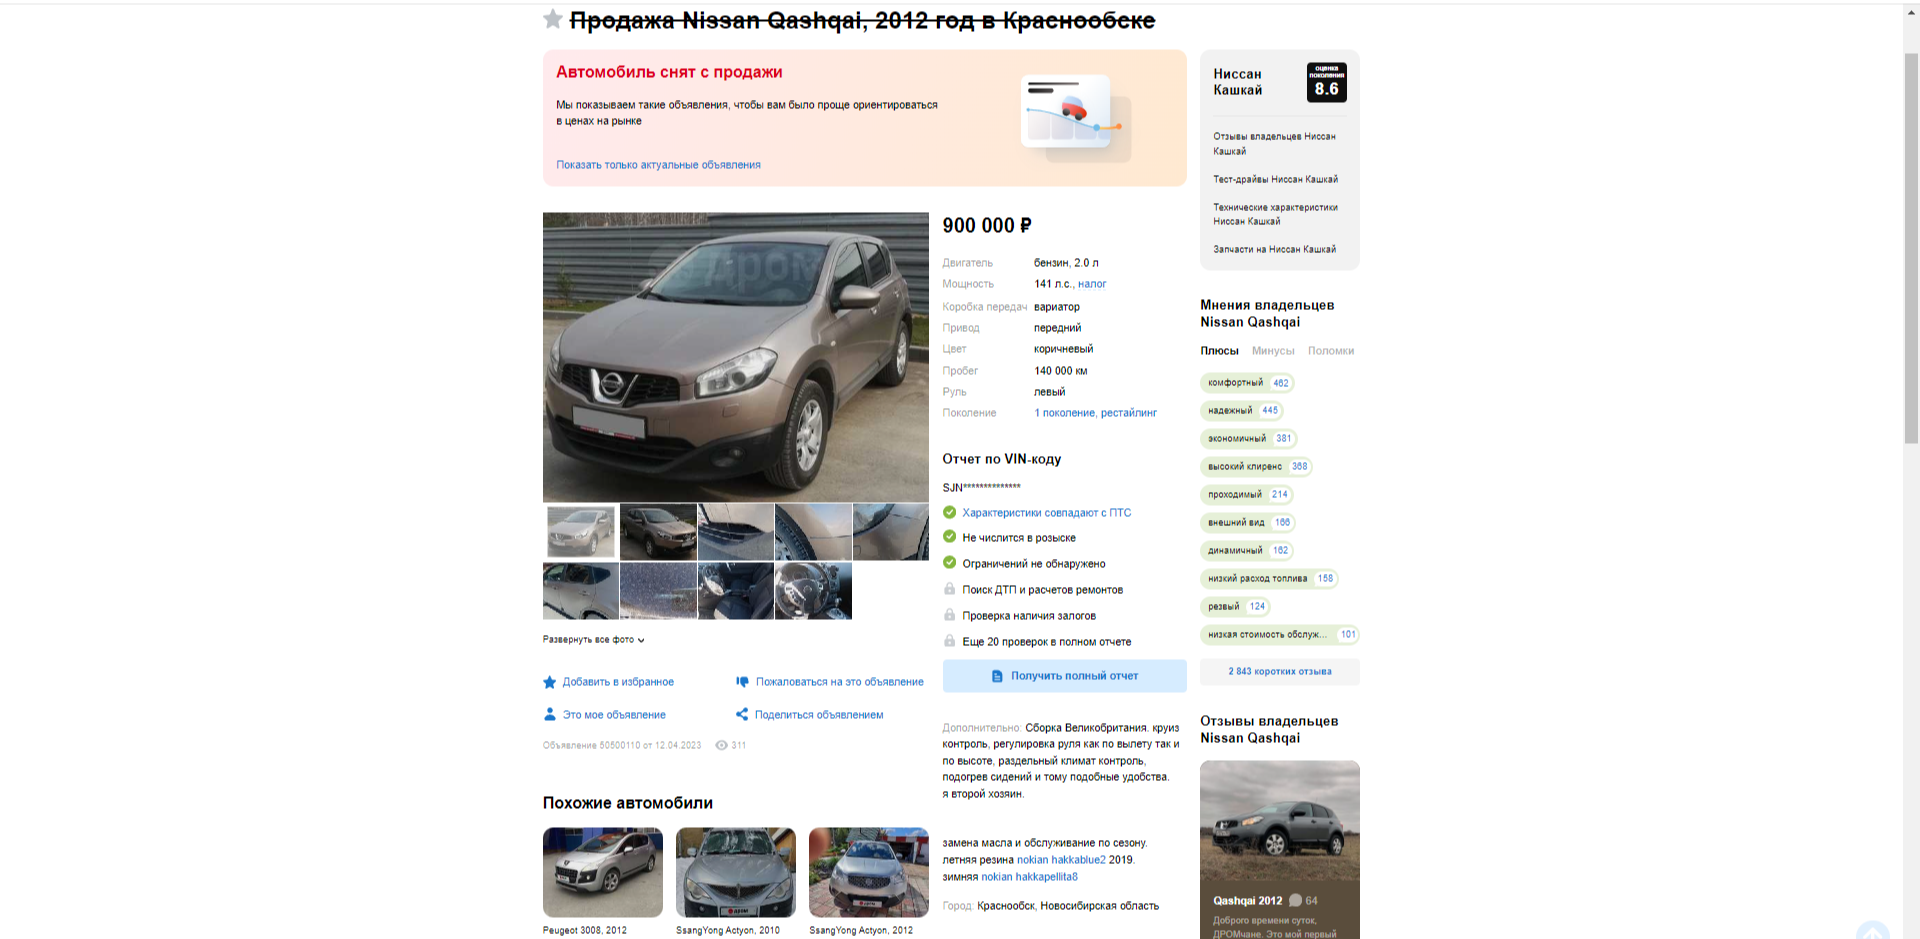 Продажа Nissan Qashqai, 2012 год в Краснообске
Автомобиль снят с продажи
Мы показываем такие объявления, чтобы вам было проще ориентироваться
в ценах на рынке
Показать только актуальные объявления
дром
Развернуть все фото
Добавить в избранное
Пожаловаться на это объявление
Это мое объявление
Поделиться объявлением
Объявление 50500110 от 12.04.2023
311
Похожие автомобили
Peugeot 3008, 2012
SsangYong Actyon, 2010
SsangYong Actyon, 2012
900 000 ₽
Двигатель бензин, 2.0 л
Мощность 141 л.с., налог
Коробка передач вариатор
Привод передний
Цвет коричневый
Пробег 140 000 км
Руль левый
Поколение 1 поколение, рестайлинг
Отчет по VIN-коду
SJN**************
Характеристики совпадают с ПТС
Не числится в розыске
Ограничений не обнаружено
Поиск ДТП и расчетов ремонтов
Проверка наличия залогов
Еще 20 проверок в полном отчете
Получить полный отчет
Дополнительно: Сборка Великобритания. круиз
контроль, регулировка руля как по вылету так и
по высоте, раздельный климат контроль,
подогрев сидений и тому подобные удобства.
я второй хозяин.
замена масла и обслуживание по сезону.
летняя резина nokian hakkablue2 2019.
зимняя nokian hakkapellita8
Город: Краснообск, Новосибирская область
Ниссан
Кашкай
оценка
поколения
8.6
Отзывы владельцев Ниссан
Кашкай
Тест-драйвы Ниссан Кашкай
Технические характеристики
Ниссан Кашкай
Запчасти на Ниссан Кашкай
Мнения владельцев
Nissan Qashqai
Плюсы Минусы Поломки
комфортный 462
надежный 445
экономичный 381
высокий клиренс 368
проходимый 214
внешний вид 166
динамичный 162
низкий расход топлива 158
резвый 124
низкая стоимость обслуж... 101
2 843 коротких отзыва
Отзывы владельцев
Nissan Qashqai
Qashqai 2012 64
Доброго времени суток,
ДРОМчане. Это мой первый